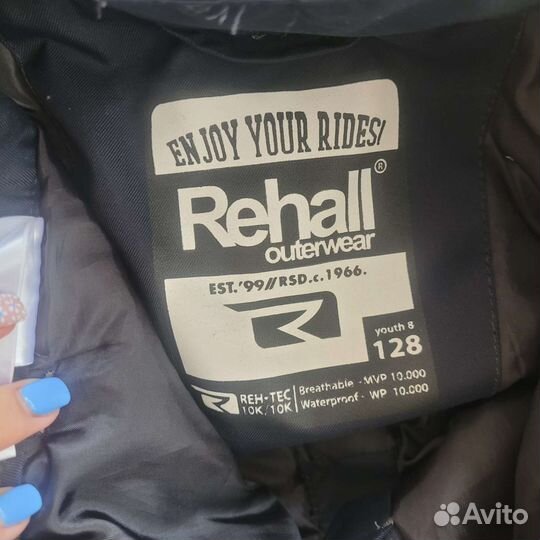 ENJOY YOUR RIDES!
Rehall®
outerwear
EST.'99//RSD.c.1966.
youth 8
128
REH-TEC
10K/10K
Breathable - MVP 10.000
Waterproof - WP 10.000
Avito